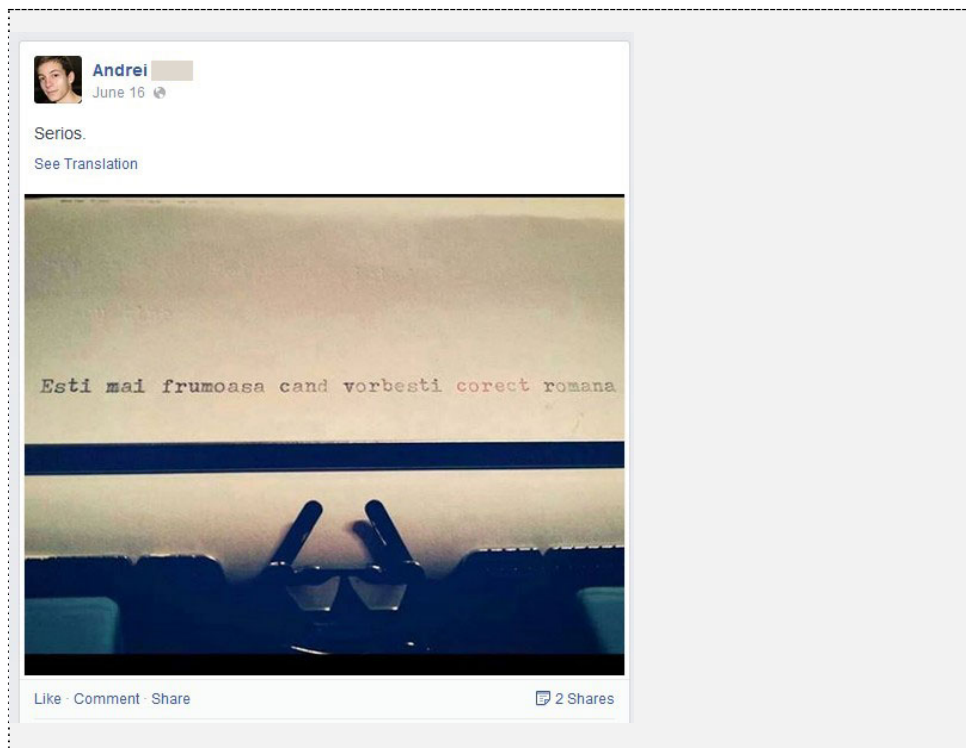 Andrei
June 16
Serios.
See Translation
Esti mai frumoasa cand vorbesti corect romana
Like · Comment · Share
2 Shares